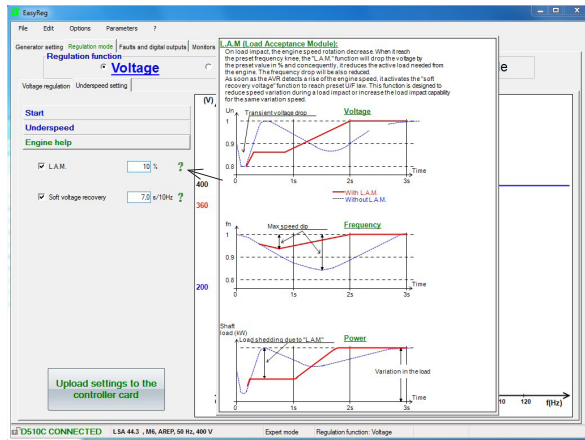 EasyReg
File Edit Options Parameters ?
Generator setting Regulation mode Faults and digital outputs Monitors
Regulation function
Voltage
e
Voltage regulation Underspeed setting
Start
Underspeed
Engine help
L.A.M. 10 % ?
Soft voltage recovery 7.0 s/10Hz ?
Upload settings to the
controller card
(V)
400
360
200
L.A.M (Load Acceptance Module):
On load impact, the engine speed rotation decrease. When it reach
the preset frequency knee, the "L.A.M." function will drop the voltage by
the preset value in % and concequently, it reduces the active load needed from
the engine. The frequency drop will be also reduced.
As soon as the AVR detects a rise of the engine speed, it activates the "soft
recovery voltage" function to reach preset U/F law. This function is designed to
reduce speed variation during a load impact or increase the load impact capability
for the same variation speed.
Un Transient voltage drop Voltage
1
0.9
0.8
Time
0 1s 2s 3s
With L.A.M.
Without L.A.M.
fn Max speed dip Frequency
1
0.9
0.8
Time
0 1s 2s 3s
Shaft
load (kW)
Load shedding due to "L.A.M" Power
Variation in the load
Time
0 1s 2s 3s
10 120 f(Hz)
D510C CONNECTED LSA 44.3 , M6, AREP, 50 Hz, 400 V Expert mode Regulation function: Voltage